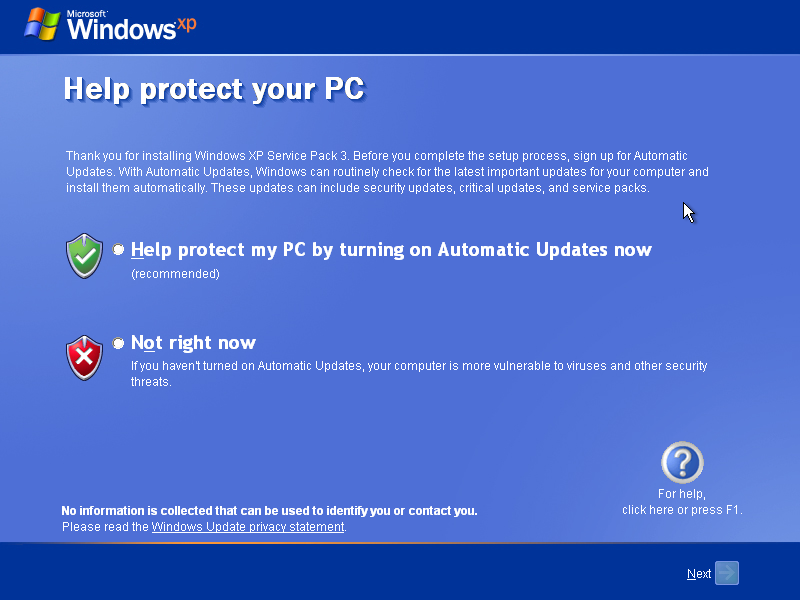 Microsoft
Windows xp
Help protect your PC
Thank you for installing Windows XP Service Pack 3. Before you complete the setup process, sign up for Automatic
Updates. With Automatic Updates, Windows can routinely check for the latest important updates for your computer and
install them automatically. These updates can include security updates, critical updates, and service packs.
Help protect my PC by turning on Automatic Updates now
(recommended)
Not right now
If you haven't turned on Automatic Updates, your computer is more vulnerable to viruses and other security
threats.
For help,
click here or press F1.
No information is collected that can be used to identify you or contact you.
Please read the Windows Update privacy statement.
Next